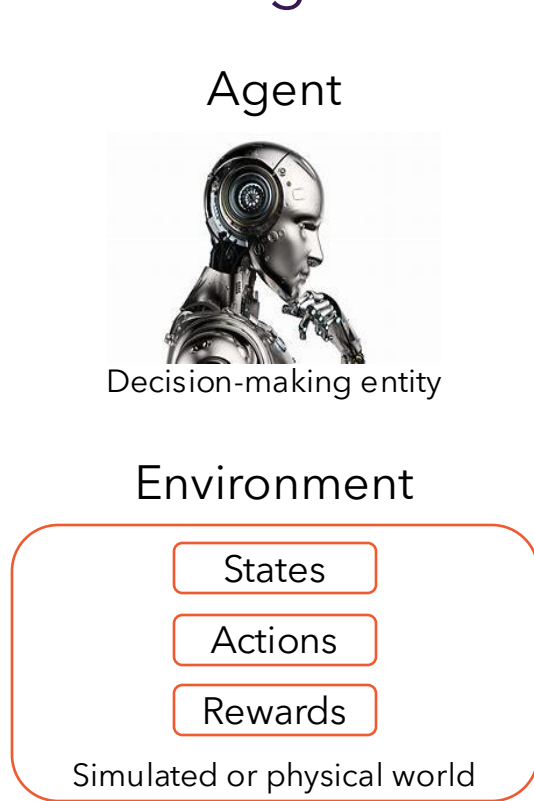 Agent
Decision-making entity
Environment
States
Actions
Rewards
Simulated or physical world